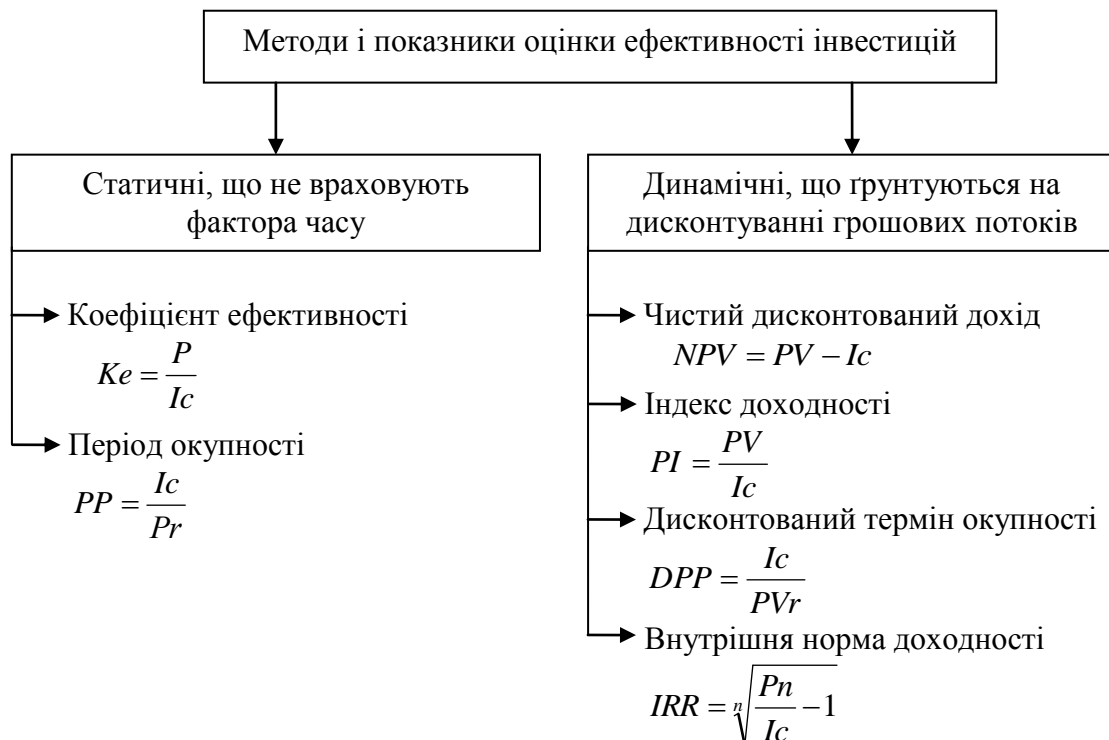 Методи і показники оцінки ефективності інвестицій
Статичні, що не враховують
фактора часу
Коефіцієнт ефективності
Ke = P/Ic
Період окупності
PP = Ic/Pr
Динамічні, що ґрунтуються на
дисконтуванні грошових потоків
Чистий дисконтований дохід
NPV = PV − Ic
Індекс доходності
PI = PV/Ic
Дисконтований термін окупності
DPP = Ic/PVr
Внутрішня норма доходності
IRR = ⁿ√(Pn/Ic − 1)